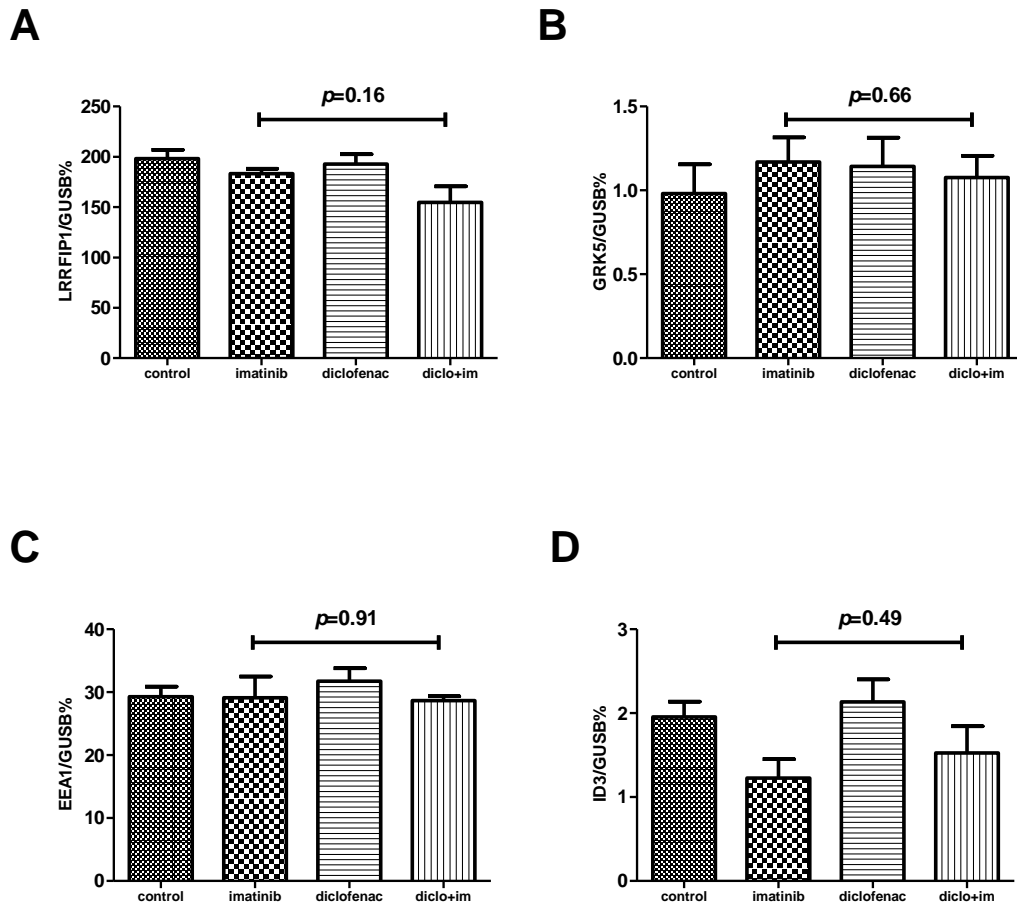 A
p=0.16
LRRFIP1/GUSB%
250
200
150
100
50
0
control imatinib diclofenac diclo+im
B
p=0.66
GRK5/GUSB%
1.5
1.0
0.5
0.0
control imatinib diclofenac diclo+im
C
p=0.91
EEA1/GUSB%
40
30
20
10
0
control imatinib diclofenac diclo+im
D
p=0.49
ID3/GUSB%
3
2
1
0
control imatinib diclofenac diclo+im